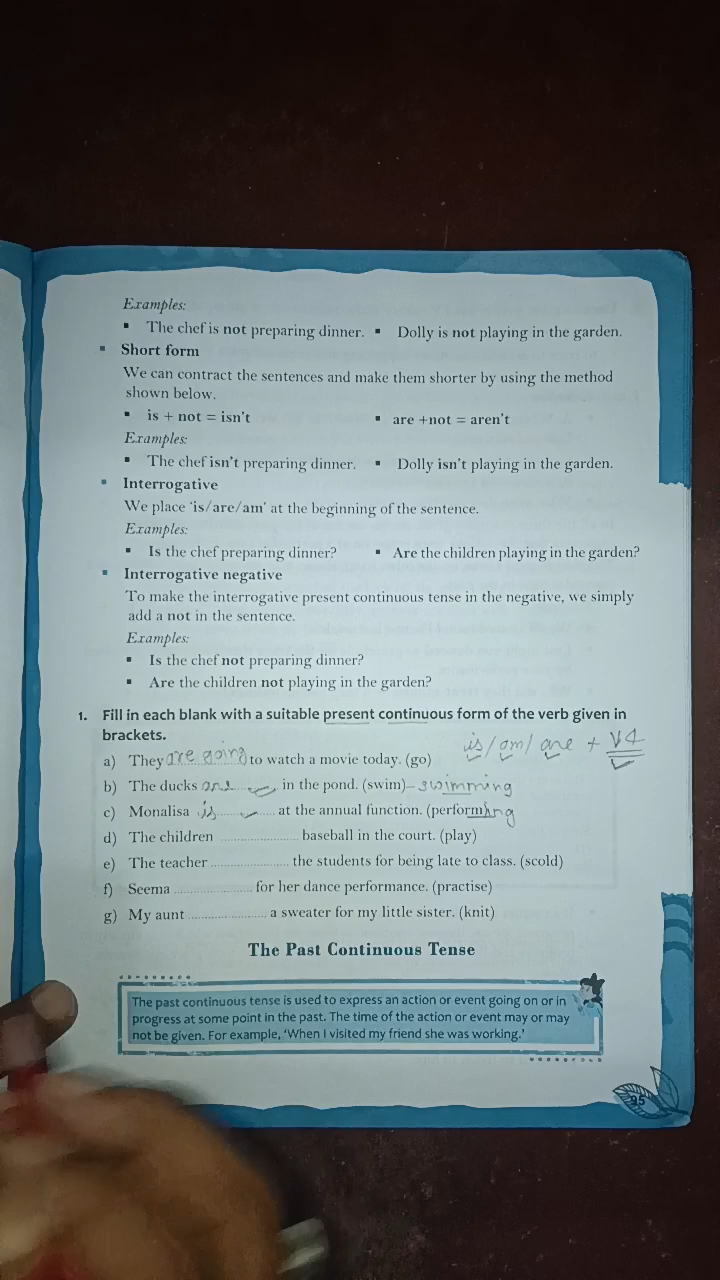 Examples:
▪ The chef is not preparing dinner. ▪ Dolly is not playing in the garden.
▪ Short form
We can contract the sentences and make them shorter by using the method
shown below.
▪ is + not = isn't ▪ are +not = aren't
Examples:
▪ The chef isn't preparing dinner. ▪ Dolly isn't playing in the garden.
▪ Interrogative
We place 'is/are/am' at the beginning of the sentence.
Examples:
▪ Is the chef preparing dinner? ▪ Are the children playing in the garden?
▪ Interrogative negative
To make the interrogative present continuous tense in the negative, we simply
add a not in the sentence.
Examples:
▪ Is the chef not preparing dinner?
▪ Are the children not playing in the garden?
1. Fill in each blank with a suitable present continuous form of the verb given in
brackets.
is/am/are + V4
a) They are going to watch a movie today. (go)
b) The ducks are ........ in the pond. (swim) – swimming
c) Monalisa is ........ at the annual function. (perform)ing
d) The children ........ baseball in the court. (play)
e) The teacher ........ the students for being late to class. (scold)
f) Seema ........ for her dance performance. (practise)
g) My aunt ........ a sweater for my little sister. (knit)
The Past Continuous Tense
The past continuous tense is used to express an action or event going on or in
progress at some point in the past. The time of the action or event may or may
not be given. For example, 'When I visited my friend she was working.'
95